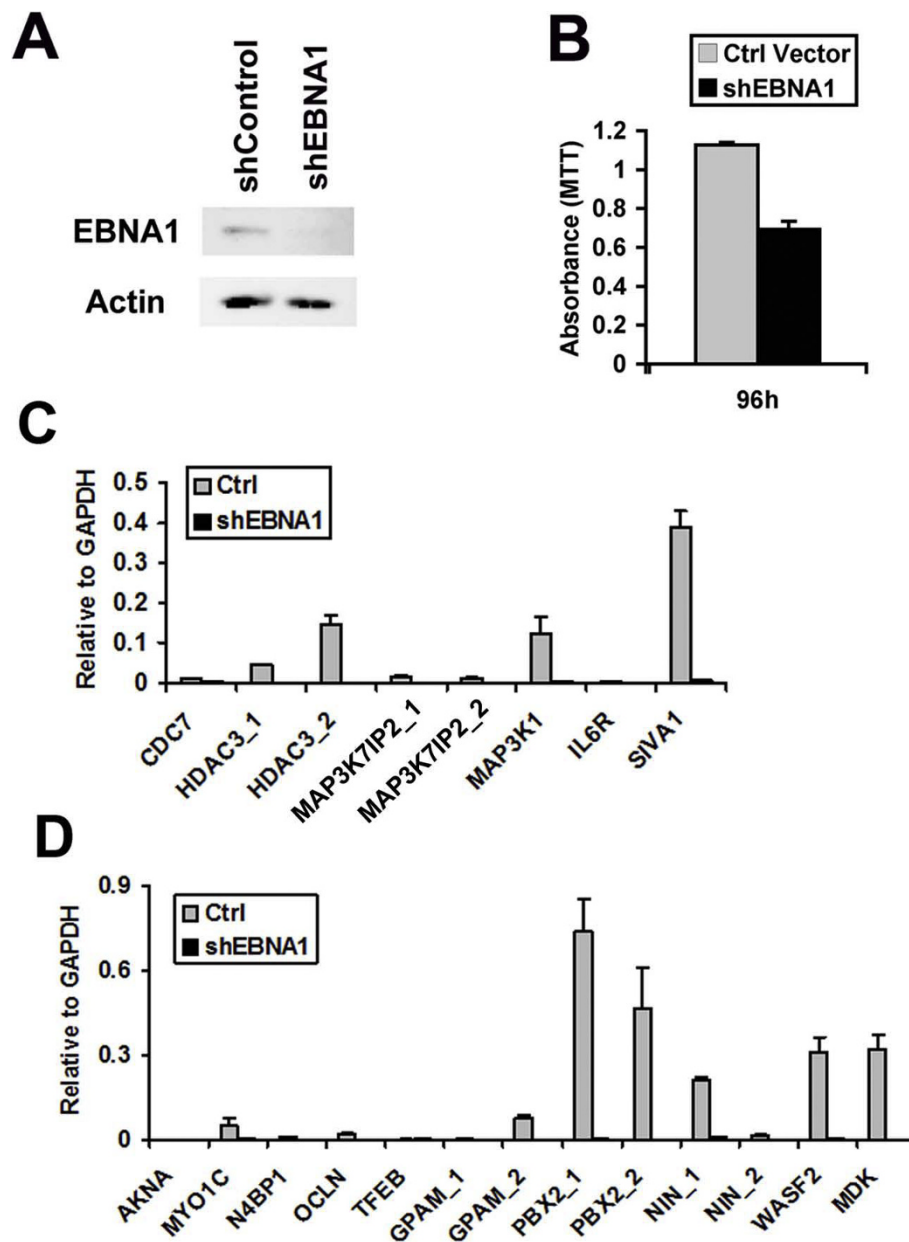 A
shControl
shEBNA1
EBNA1
Actin
B
Ctrl Vector
shEBNA1
Absorbance (MTT)
1.2
1
0.8
0.6
0.4
0.2
0
96h
C
Ctrl
shEBNA1
Relative to GAPDH
0.5
0.4
0.3
0.2
0.1
0
CDC7
HDAC3_1
HDAC3_2
MAP3K7IP2_1
MAP3K7IP2_2
MAP3K1
IL6R
SIVA1
D
Ctrl
shEBNA1
Relative to GAPDH
0.9
0.6
0.3
0
AKNA
MYO1C
N4BP1
OCLN
TFEB
GPAM_1
GPAM_2
PBX2_1
PBX2_2
NIN_1
NIN_2
WASF2
MDK